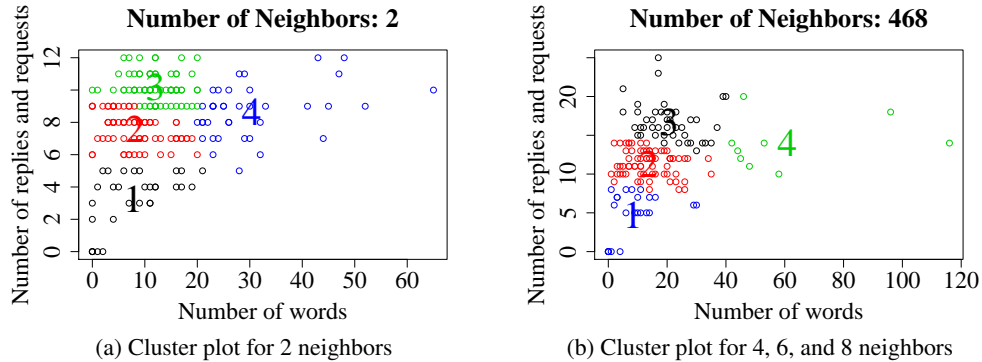 Number of Neighbors: 2
Number of replies and requests
12
10
8
6
4
2
0
3
2
4
1
0 10 20 30 40 50 60
Number of words
(a) Cluster plot for 2 neighbors
Number of Neighbors: 468
Number of replies and requests
20
10
5
0
3
2
4
1
0 20 40 60 80 100 120
Number of words
(b) Cluster plot for 4, 6, and 8 neighbors